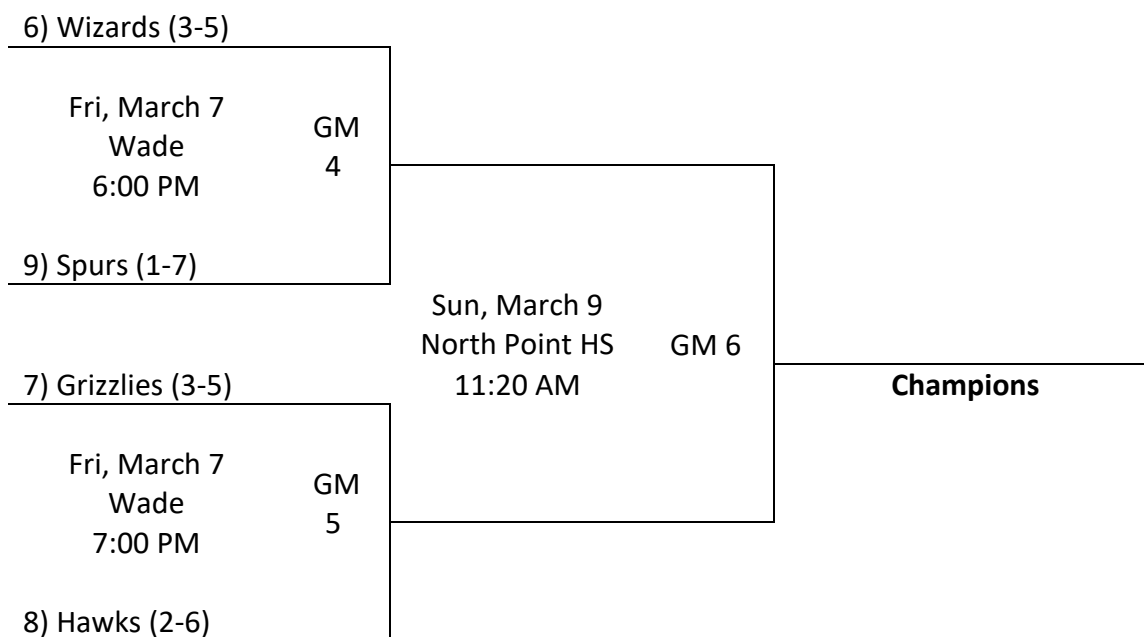 6) Wizards (3-5)
Fri, March 7
Wade
6:00 PM
GM
4
9) Spurs (1-7)
Sun, March 9
North Point HS
11:20 AM
GM 6
Champions
7) Grizzlies (3-5)
Fri, March 7
Wade
7:00 PM
GM
5
8) Hawks (2-6)